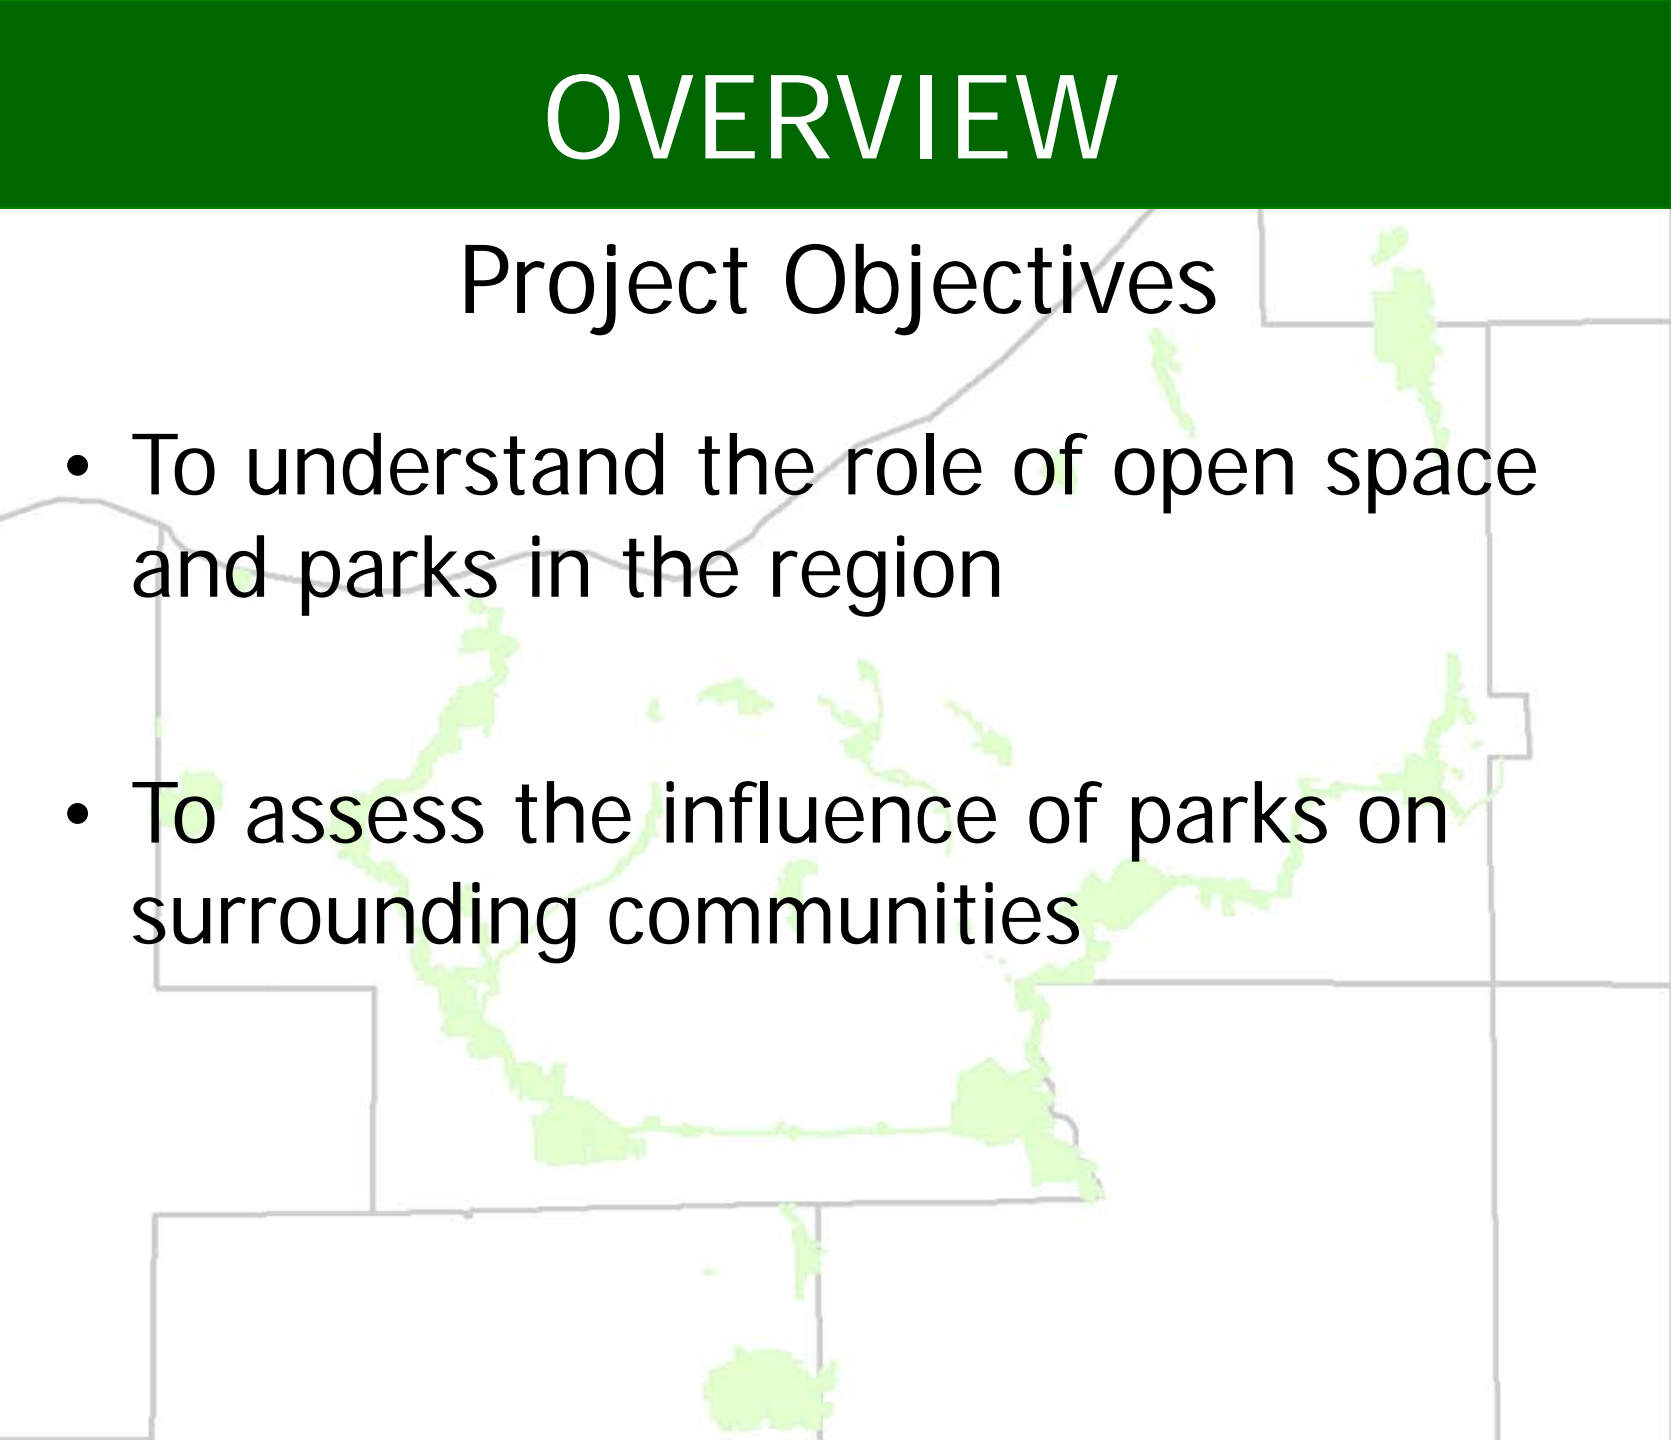 OVERVIEW
Project Objectives
• To understand the role of open space
and parks in the region
• To assess the influence of parks on
surrounding communities